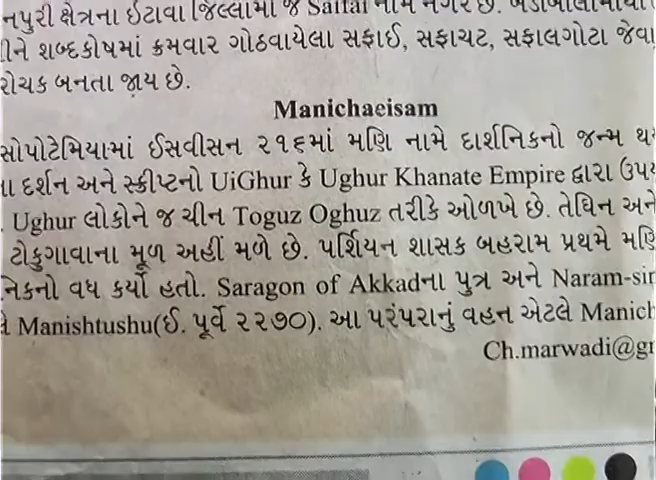 નપુરી ક્ષેત્રના ઇટાવા જિલ્લામાં જ Saifai નામે નગર છે.
ીને શબ્દકોષમાં ક્રમવાર ગોઠવાયેલા સફાઈ, સફાચટ, સફાલગોટા જેવા
રોચક બનતા જાય છે.
Manichaeisam
સોપોટેમિયામાં ઈસવીસન ૨૧૬માં મણિ નામે દાર્શનિકનો જન્મ થ
ના દર્શન અને સ્ક્રીપ્ટનો UiGhur કે Ughur Khanate Empire દ્વારા ઉપ
. Ughur લોકોને જ ચીન Toguz Oghuz તરીકે ઓળખે છે. તેઘિન અને
ટોકુગાવાના મૂળ અહીં મળે છે. પર્શિયન શાસક બહરામ પ્રથમે મણિ
નિકનો વધ કર્યો હતો. Saragon of Akkadના પુત્ર અને Naram-sin
Manishtushu(ઈ. પૂર્વે ૨૨૭૦). આ પરંપરાનું વહન એટલે Manich
Ch.marwadi@gr